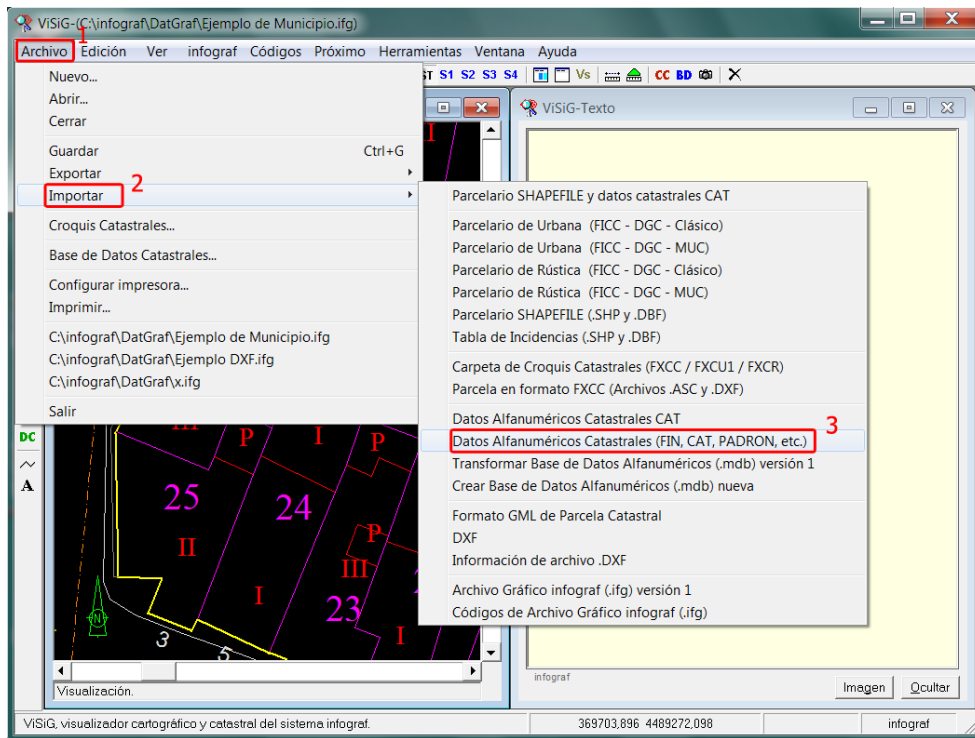 ViSiG-(C:\infograf\DatGraf\Ejemplo de Municipio.ifg)
1
Archivo Edición Ver infograf Códigos Próximo Herramientas Ventana Ayuda
ST S1 S2 S3 S4 Vs CC BD
Nuevo...
Abrir...
Cerrar
Guardar Ctrl+G
Exportar
Importar
2
Croquis Catastrales...
Base de Datos Catastrales...
Configurar impresora...
Imprimir...
C:\infograf\DatGraf\Ejemplo de Municipio.ifg
C:\infograf\DatGraf\Ejemplo DXF.ifg
C:\infograf\DatGraf\x.ifg
Salir
ViSiG-Texto
Parcelario SHAPEFILE y datos catastrales CAT
Parcelario de Urbana (FICC - DGC - Clásico)
Parcelario de Urbana (FICC - DGC - MUC)
Parcelario de Rústica (FICC - DGC - Clásico)
Parcelario de Rústica (FICC - DGC - MUC)
Parcelario SHAPEFILE (.SHP y .DBF)
Tabla de Incidencias (.SHP y .DBF)
Carpeta de Croquis Catastrales (FXCC / FXCU1 / FXCR)
Parcela en formato FXCC (Archivos .ASC y .DXF)
Datos Alfanuméricos Catastrales CAT
Datos Alfanuméricos Catastrales (FIN, CAT, PADRON, etc.)
3
Transformar Base de Datos Alfanuméricos (.mdb) versión 1
Crear Base de Datos Alfanuméricos (.mdb) nueva
Formato GML de Parcela Catastral
DXF
Información de archivo .DXF
Archivo Gráfico infograf (.ifg) versión 1
Códigos de Archivo Gráfico infograf (.ifg)
DC
A
I
P I P
25 24
II P
III
I 23
I
N
3 5
Visualización.
infograf
Imagen Ocultar
ViSiG, visualizador cartográfico y catastral del sistema infograf. 369703,896 4489272,098 infograf